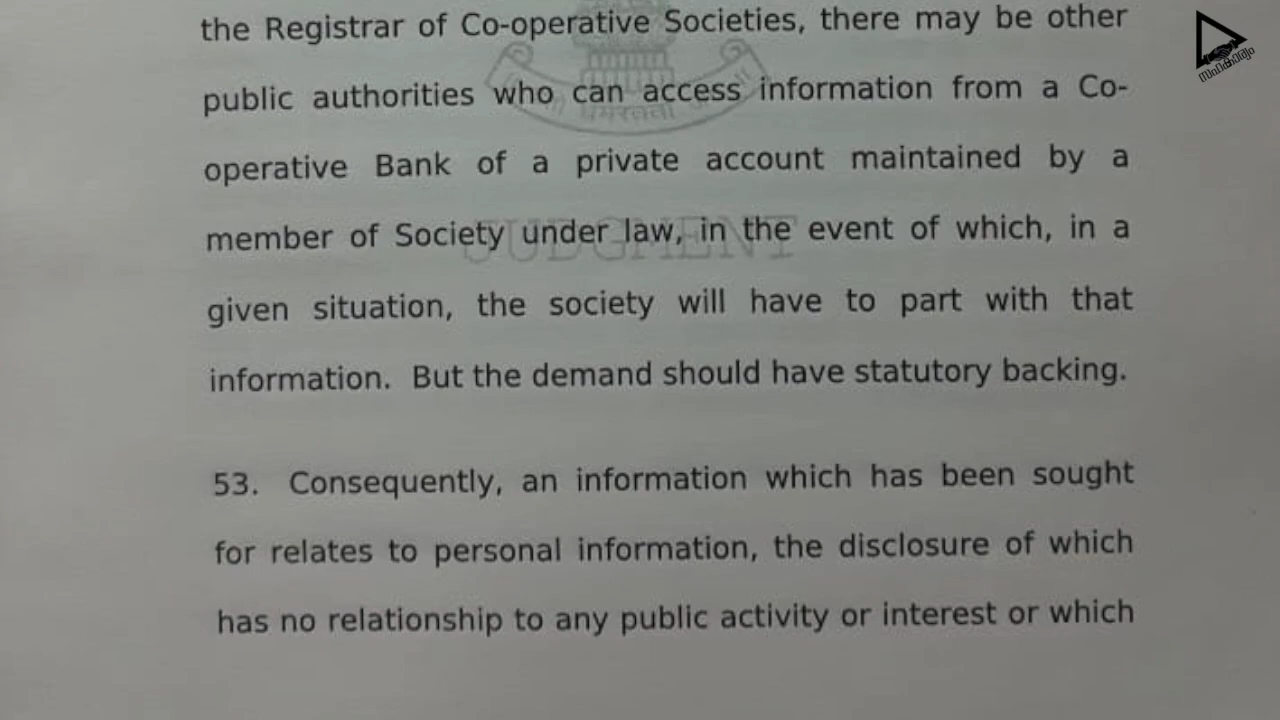 the Registrar of Co-operative Societies, there may be other
public authorities who can access information from a Co-
operative Bank of a private account maintained by a
member of Society under law, in the event of which, in a
given situation, the society will have to part with that
information. But the demand should have statutory backing.
JUDGMENT
53. Consequently, an information which has been sought
for relates to personal information, the disclosure of which
has no relationship to any public activity or interest or which